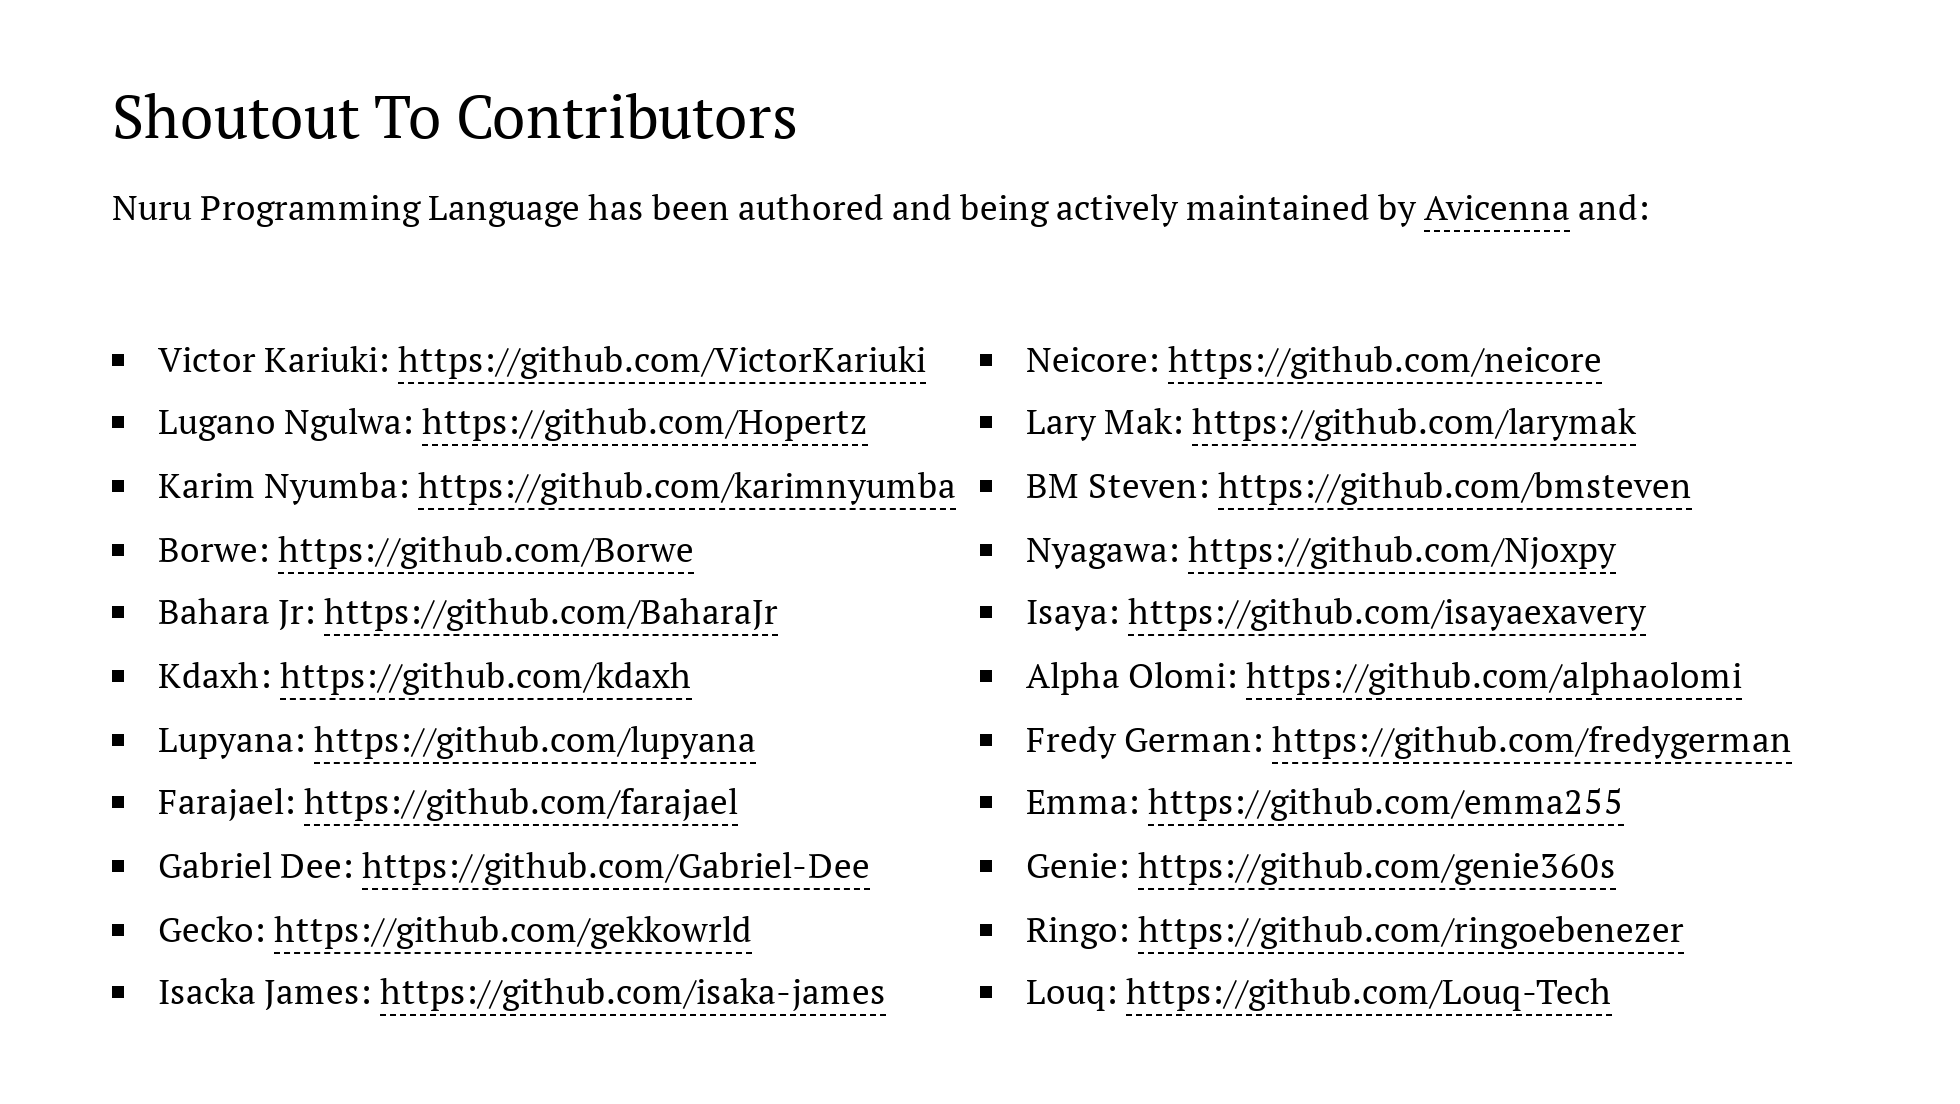 Shoutout To Contributors
Nuru Programming Language has been authored and being actively maintained by Avicenna and:
▪ Victor Kariuki: https://github.com/VictorKariuki
▪ Lugano Ngulwa: https://github.com/Hopertz
▪ Karim Nyumba: https://github.com/karimnyumba
▪ Borwe: https://github.com/Borwe
▪ Bahara Jr: https://github.com/BaharaJr
▪ Kdaxh: https://github.com/kdaxh
▪ Lupyana: https://github.com/lupyana
▪ Farajael: https://github.com/farajael
▪ Gabriel Dee: https://github.com/Gabriel-Dee
▪ Gecko: https://github.com/gekkowrld
▪ Isacka James: https://github.com/isaka-james
▪ Neicore: https://github.com/neicore
▪ Lary Mak: https://github.com/larymak
▪ BM Steven: https://github.com/bmsteven
▪ Nyagawa: https://github.com/Njoxpy
▪ Isaya: https://github.com/isayaexavery
▪ Alpha Olomi: https://github.com/alphaolomi
▪ Fredy German: https://github.com/fredygerman
▪ Emma: https://github.com/emma255
▪ Genie: https://github.com/genie360s
▪ Ringo: https://github.com/ringoebenezer
▪ Louq: https://github.com/Louq-Tech